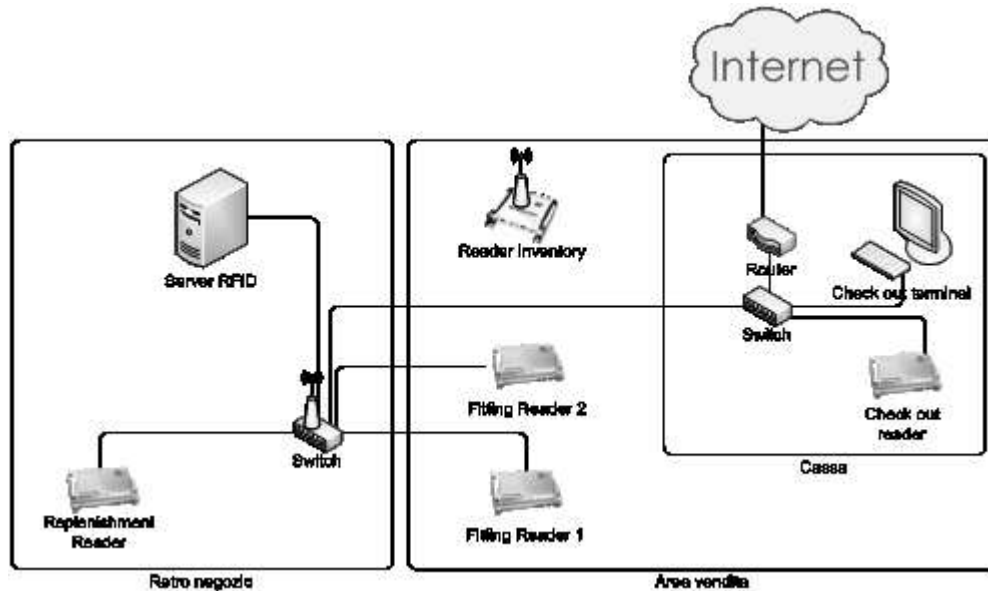 Internet
Reader Inventory
Server RFID
Router
Check out terminal
Switch
Fitting Reader 2
Check out
reader
Switch
Cassa
Replenishment
Reader
Fitting Reader 1
Retro negozio
Area vendita